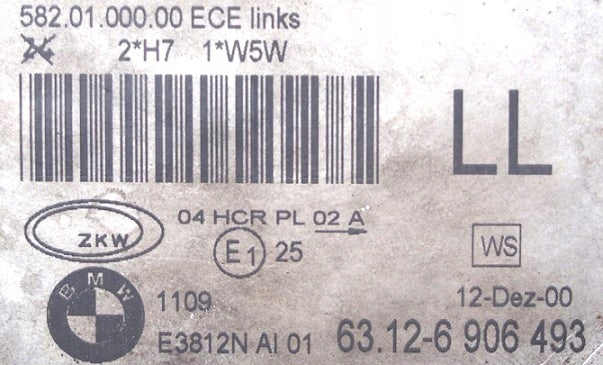 582.01.000.00 ECE links
2*H7 1*W5W
LL
ZKW
04 HCR PL 02 A
E1 25
WS
BMW
1109
12-Dez-00
E3812N AI 01 63.12-6 906 493